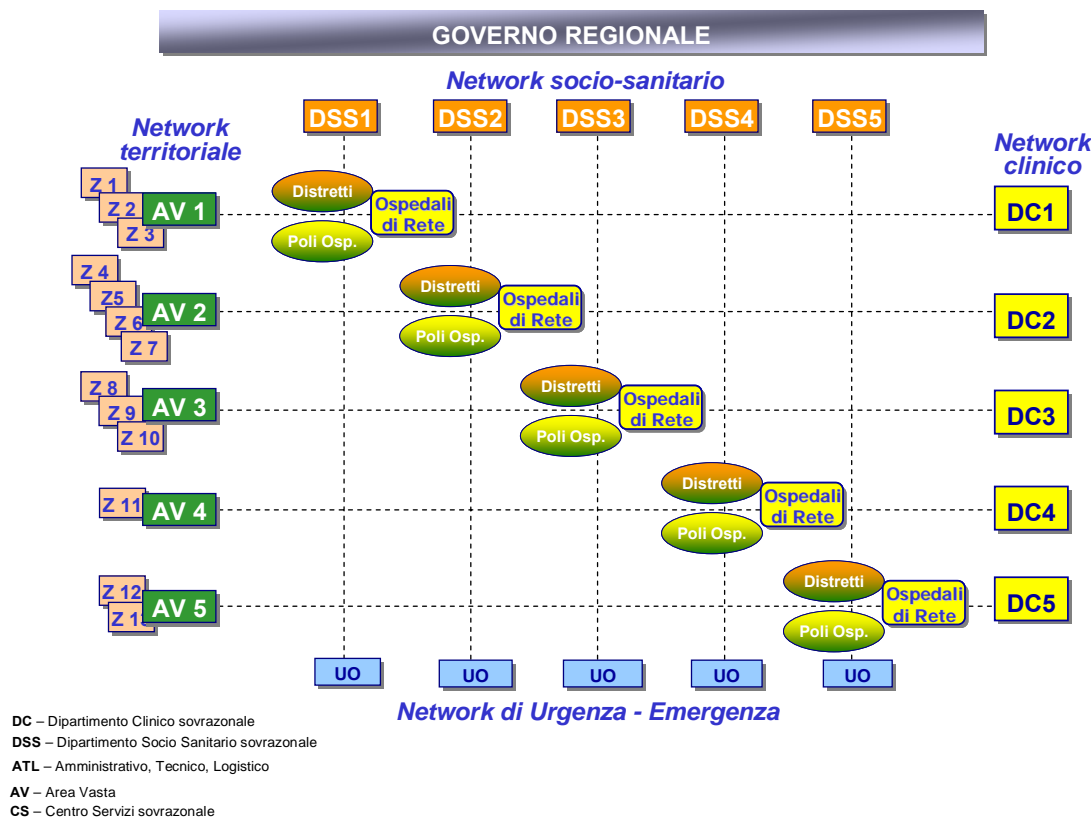 GOVERNO REGIONALE
Network socio-sanitario
DSS1 DSS2 DSS3 DSS4 DSS5
Network
territoriale
Network
clinico
Z 1
Z 2
Z 3
AV 1
Distretti
Poli Osp.
Ospedali
di Rete
DC1
Z 4
Z5
Z 6
Z 7
AV 2
Distretti
Poli Osp.
Ospedali
di Rete
DC2
Z 8
Z 9
Z 10
AV 3
Distretti
Poli Osp.
Ospedali
di Rete
DC3
Z 11
AV 4
Distretti
Poli Osp.
Ospedali
di Rete
DC4
Z 12
Z
AV 5
Distretti
Poli Osp.
Ospedali
di Rete
DC5
UO UO UO UO UO
Network di Urgenza - Emergenza
DC – Dipartimento Clinico sovrazonale
DSS – Dipartimento Socio Sanitario sovrazonale
ATL – Amministrativo, Tecnico, Logistico
AV – Area Vasta
CS – Centro Servizi sovrazonale